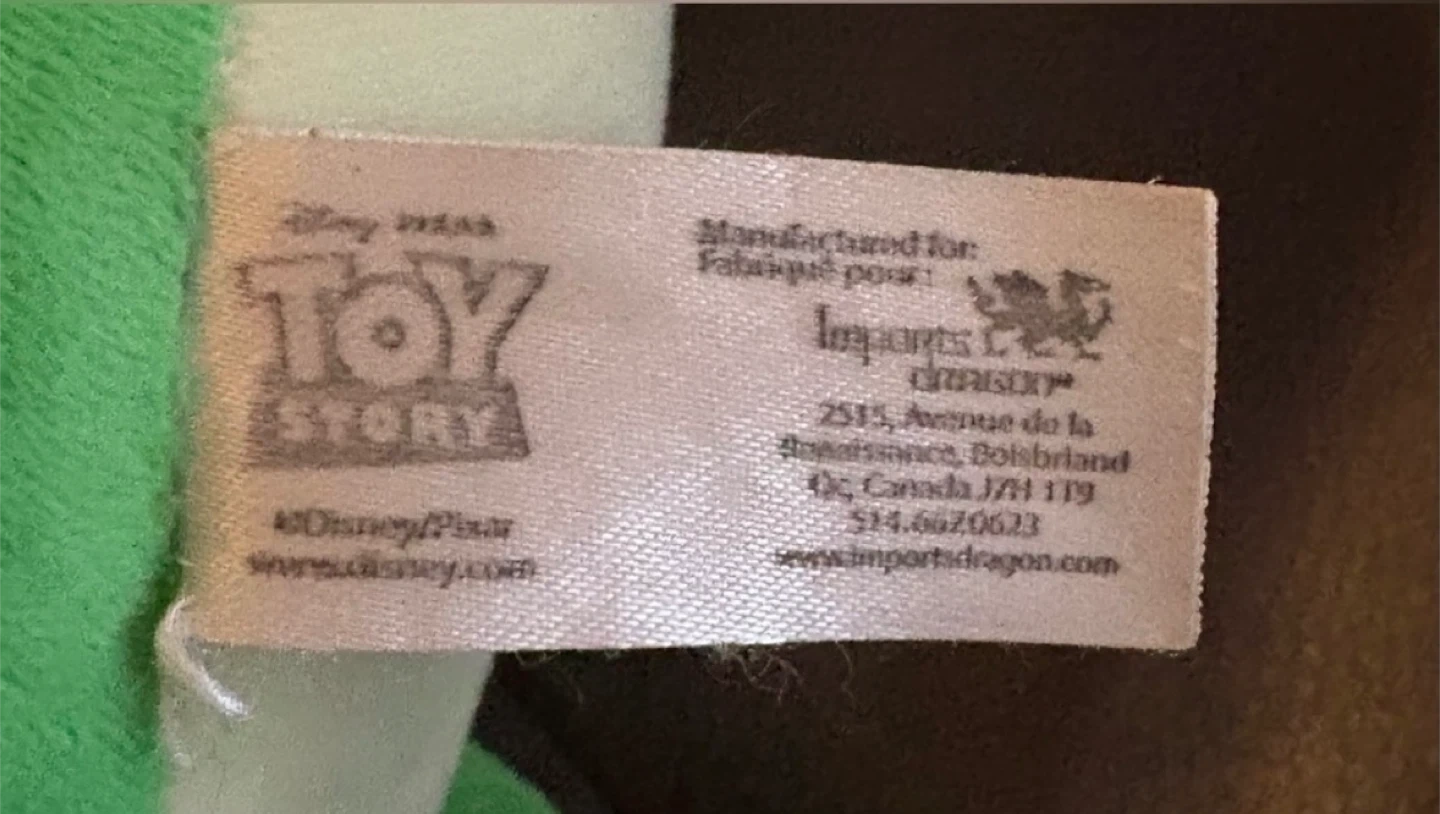 Disney PIXAR
TOY
STORY
©Disney/Pixar
www.disney.com
Manufactured for:
Fabriqué pour:
Imports
DRAGON
2515, Avenue de la
Renaissance, Boisbriand
Qc, Canada J7H 1T9
514.6620623
www.importsdragon.com